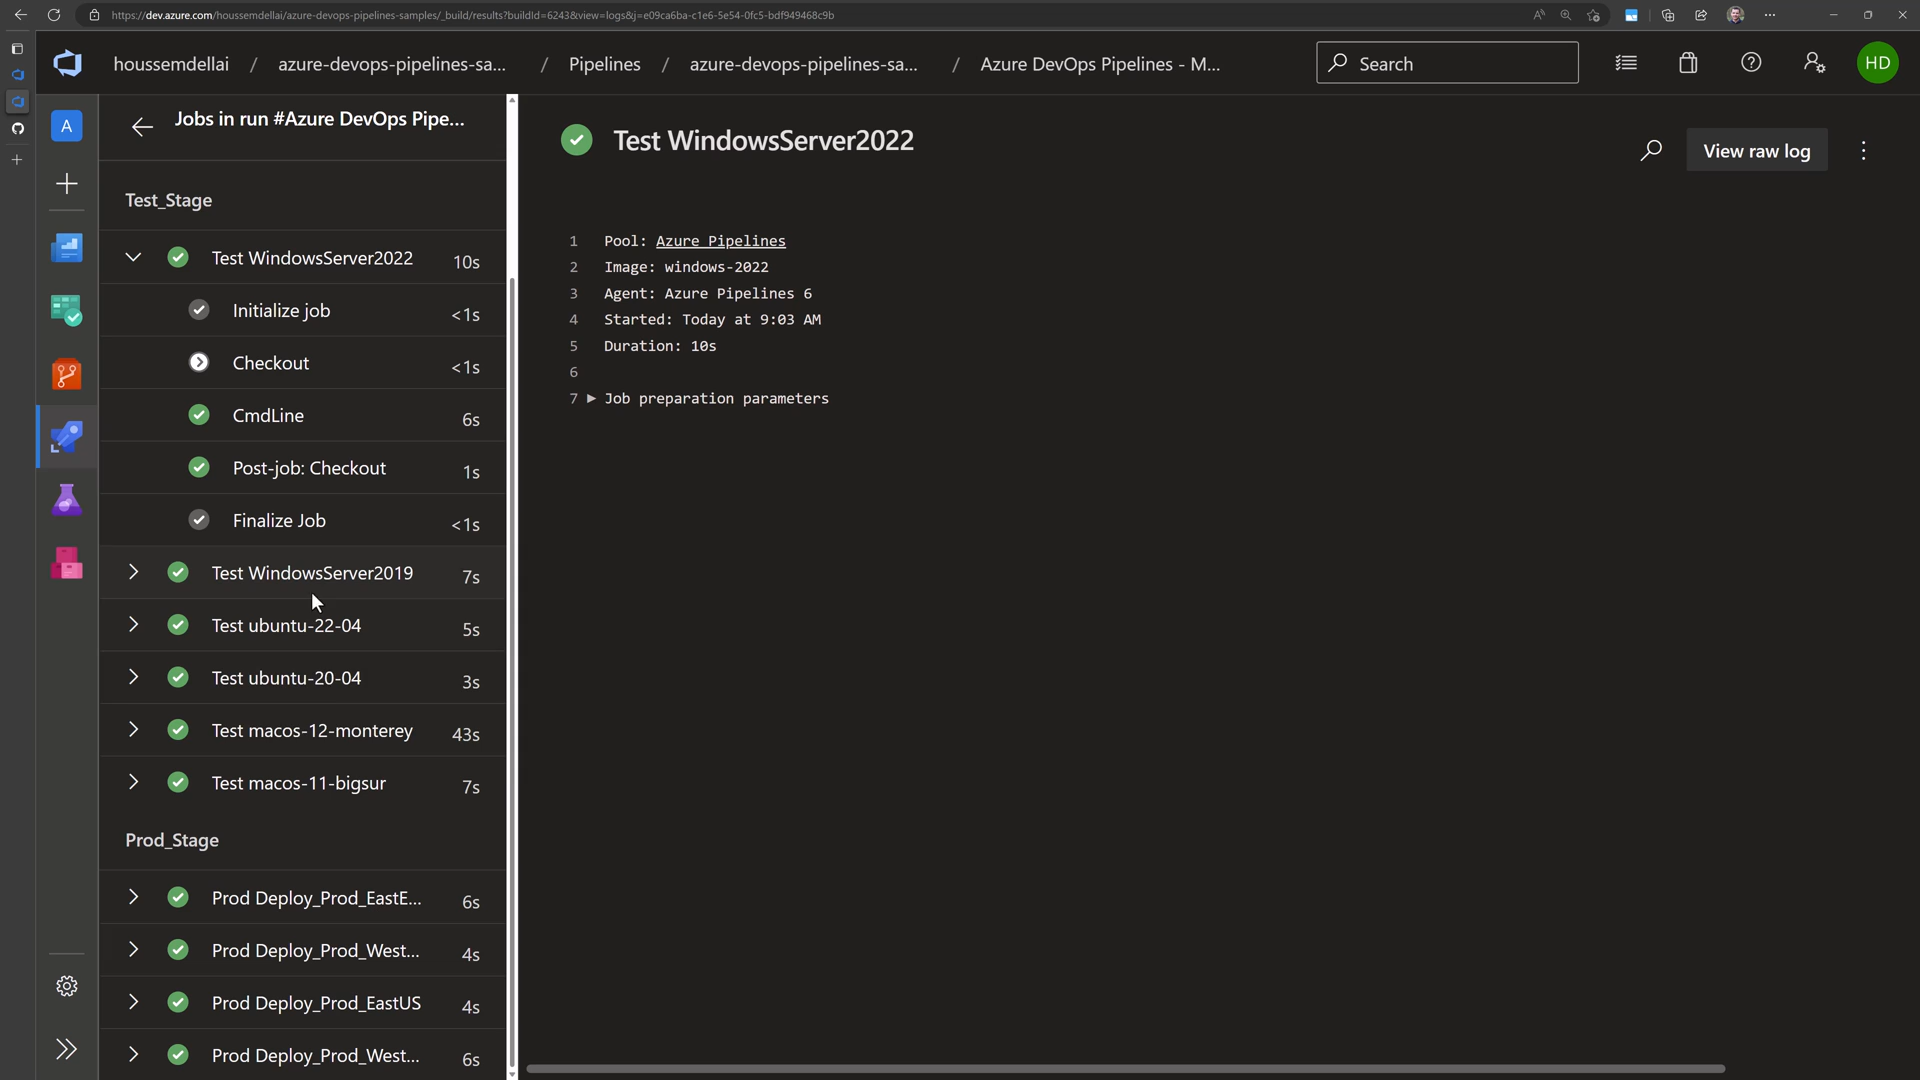 https://dev.azure.com/houssemdellai/azure-devops-pipelines-samples/_build/results?buildId=6243&view=logs&j=e09ca6ba-c1e6-5e54-0fc5-bdf949468c9b
houssemdellai / azure-devops-pipelines-sa... / Pipelines / azure-devops-pipelines-sa... / Azure DevOps Pipelines - M...
Search
HD
A
Jobs in run #Azure DevOps Pipe...
Test_Stage
Test WindowsServer2022 10s
Initialize job <1s
Checkout <1s
CmdLine 6s
Post-job: Checkout 1s
Finalize Job <1s
Test WindowsServer2019 7s
Test ubuntu-22-04 5s
Test ubuntu-20-04 3s
Test macos-12-monterey 43s
Test macos-11-bigsur 7s
Prod_Stage
Prod Deploy_Prod_EastE... 6s
Prod Deploy_Prod_West... 4s
Prod Deploy_Prod_EastUS 4s
Prod Deploy_Prod_West... 6s
Test WindowsServer2022
View raw log
1 Pool: Azure Pipelines
2 Image: windows-2022
3 Agent: Azure Pipelines 6
4 Started: Today at 9:03 AM
5 Duration: 10s
6
7 Job preparation parameters